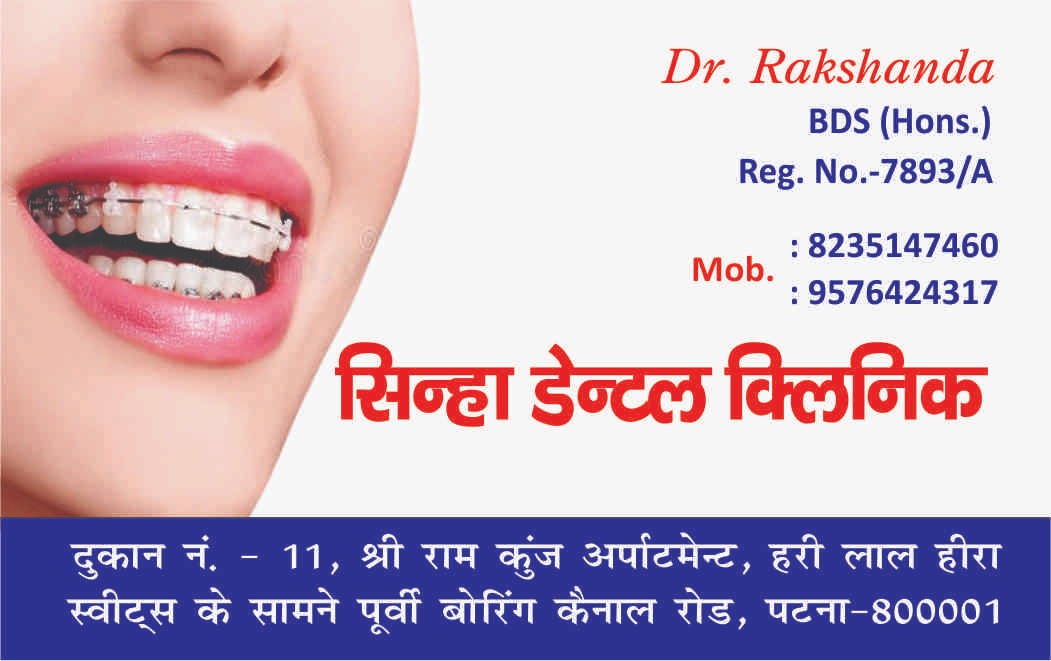 Dr. Rakshanda
BDS (Hons.)
Reg. No.-7893/A
Mob. : 8235147460
: 9576424317
सिन्हा डेन्टल क्लिनिक
दुकान नं. - 11, श्री राम कुंज अर्पाटमेन्ट, हरी लाल हीरा
स्वीट्स के सामने पूर्वी बोरिंग कैनाल रोड, पटना-800001